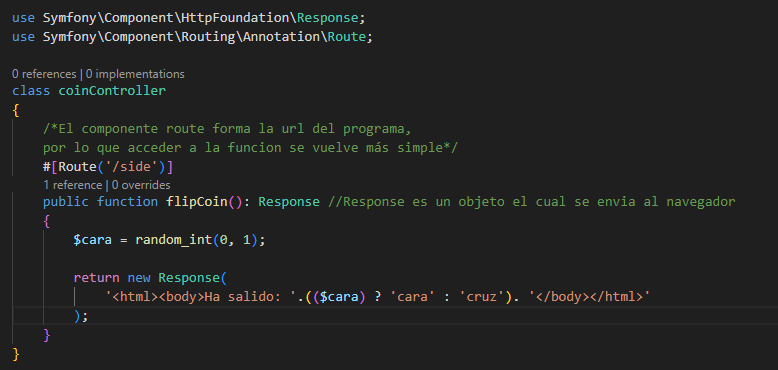 use Symfony\Component\HttpFoundation\Response;
use Symfony\Component\Routing\Annotation\Route;
0 references | 0 implementations
class coinController
{
/*El componente route forma la url del programa,
por lo que acceder a la funcion se vuelve más simple*/
#[Route('/side')]
1 reference | 0 overrides
public function flipCoin(): Response //Response es un objeto el cual se envia al navegador
{
$cara = random_int(0, 1);
return new Response(
'<html><body>Ha salido: '.(($cara) ? 'cara' : 'cruz'). '</body></html>'
);
}
}